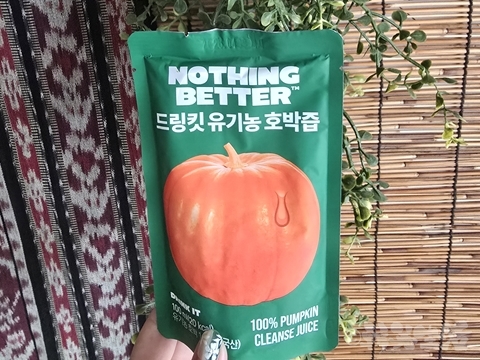 NOTHING
BETTER™
드링킷 유기농 호박즙
DRINK IT
100% PUMPKIN
CLEANSE JUICE